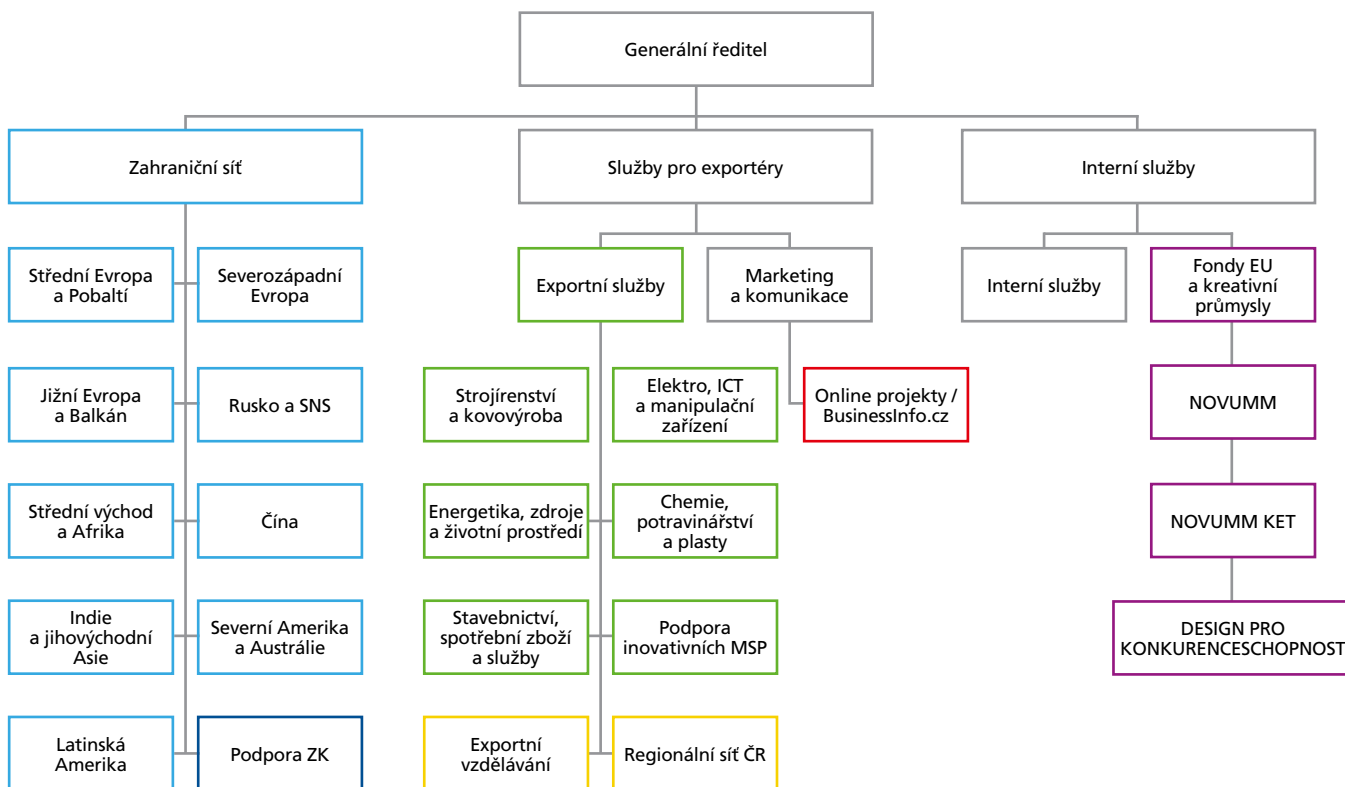 Generální ředitel
Zahraniční síť
Služby pro exportéry
Interní služby
Střední Evropa
a Pobaltí
Severozápadní
Evropa
Exportní služby
Marketing
a komunikace
Interní služby
Fondy EU
a kreativní
průmysly
Jižní Evropa
a Balkán
Rusko a SNS
Strojírenství
a kovovýroba
Elektro, ICT
a manipulační
zařízení
Online projekty /
BusinessInfo.cz
NOVUMM
Střední východ
a Afrika
Čína
Energetika, zdroje
a životní prostředí
Chemie,
potravinářství
a plasty
NOVUMM KET
Indie
a jihovýchodní
Asie
Severní Amerika
a Austrálie
Stavebnictví,
spotřební zboží
a služby
Podpora
inovativních MSP
DESIGN PRO
KONKURENCESCHOPNOST
Latinská
Amerika
Podpora ZK
Exportní
vzdělávání
Regionální síť ČR